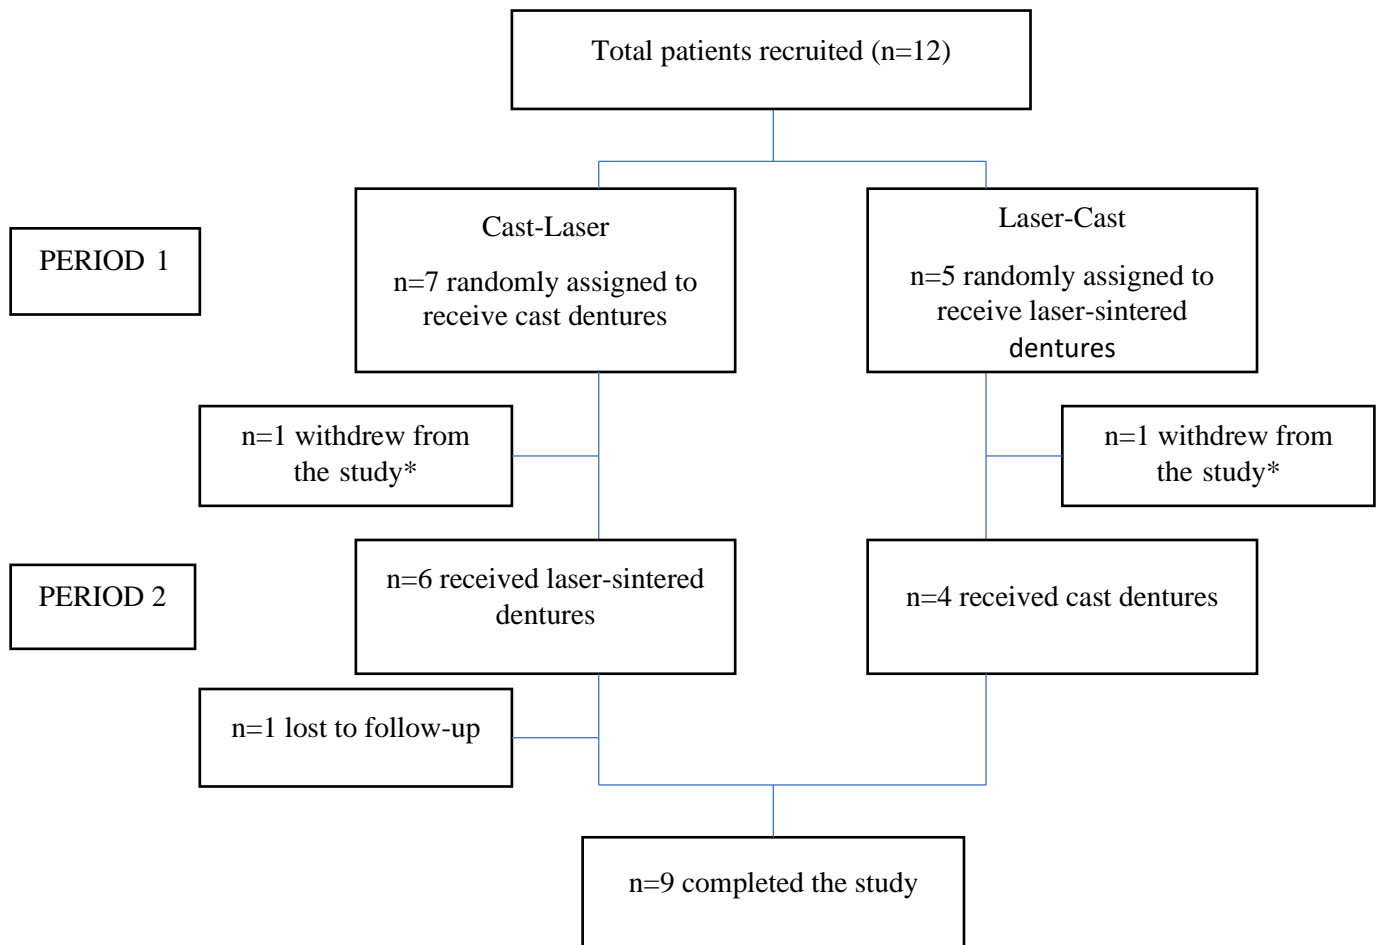 Total patients recruited (n=12)
PERIOD 1
Cast-Laser
n=7 randomly assigned to
receive cast dentures
Laser-Cast
n=5 randomly assigned to
receive laser-sintered
dentures
n=1 withdrew from
the study*
n=1 withdrew from
the study*
PERIOD 2
n=6 received laser-sintered
dentures
n=4 received cast dentures
n=1 lost to follow-up
n=9 completed the study